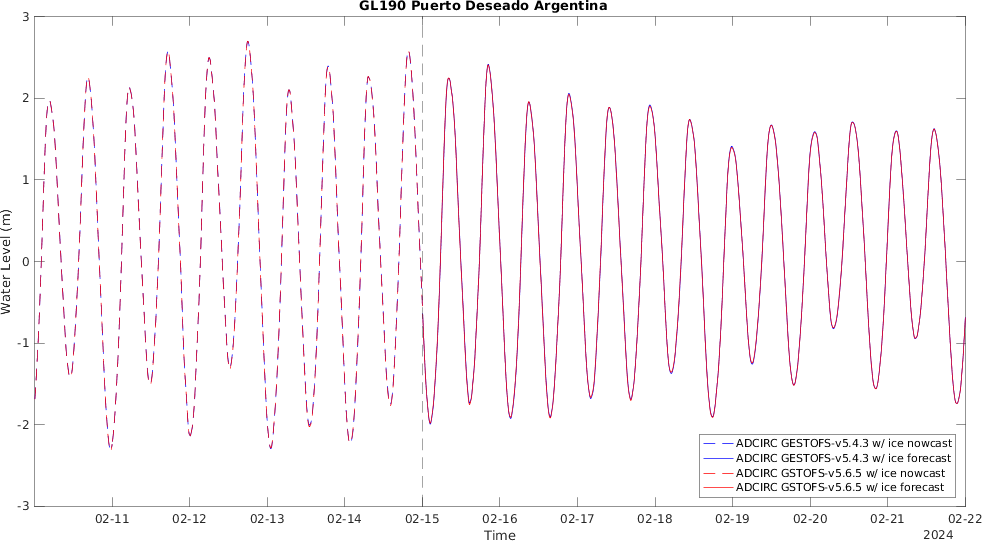 GL190 Puerto Deseado Argentina
3
2
1
0
-1
-2
-3
Water Level (m)
ADCIRC GESTOFS-v5.4.3 w/ ice nowcast
ADCIRC GESTOFS-v5.4.3 w/ ice forecast
ADCIRC GSTOFS-v5.6.5 w/ ice nowcast
ADCIRC GSTOFS-v5.6.5 w/ ice forecast
02-11 02-12 02-13 02-14 02-15 02-16 02-17 02-18 02-19 02-20 02-21 02-22
Time
2024